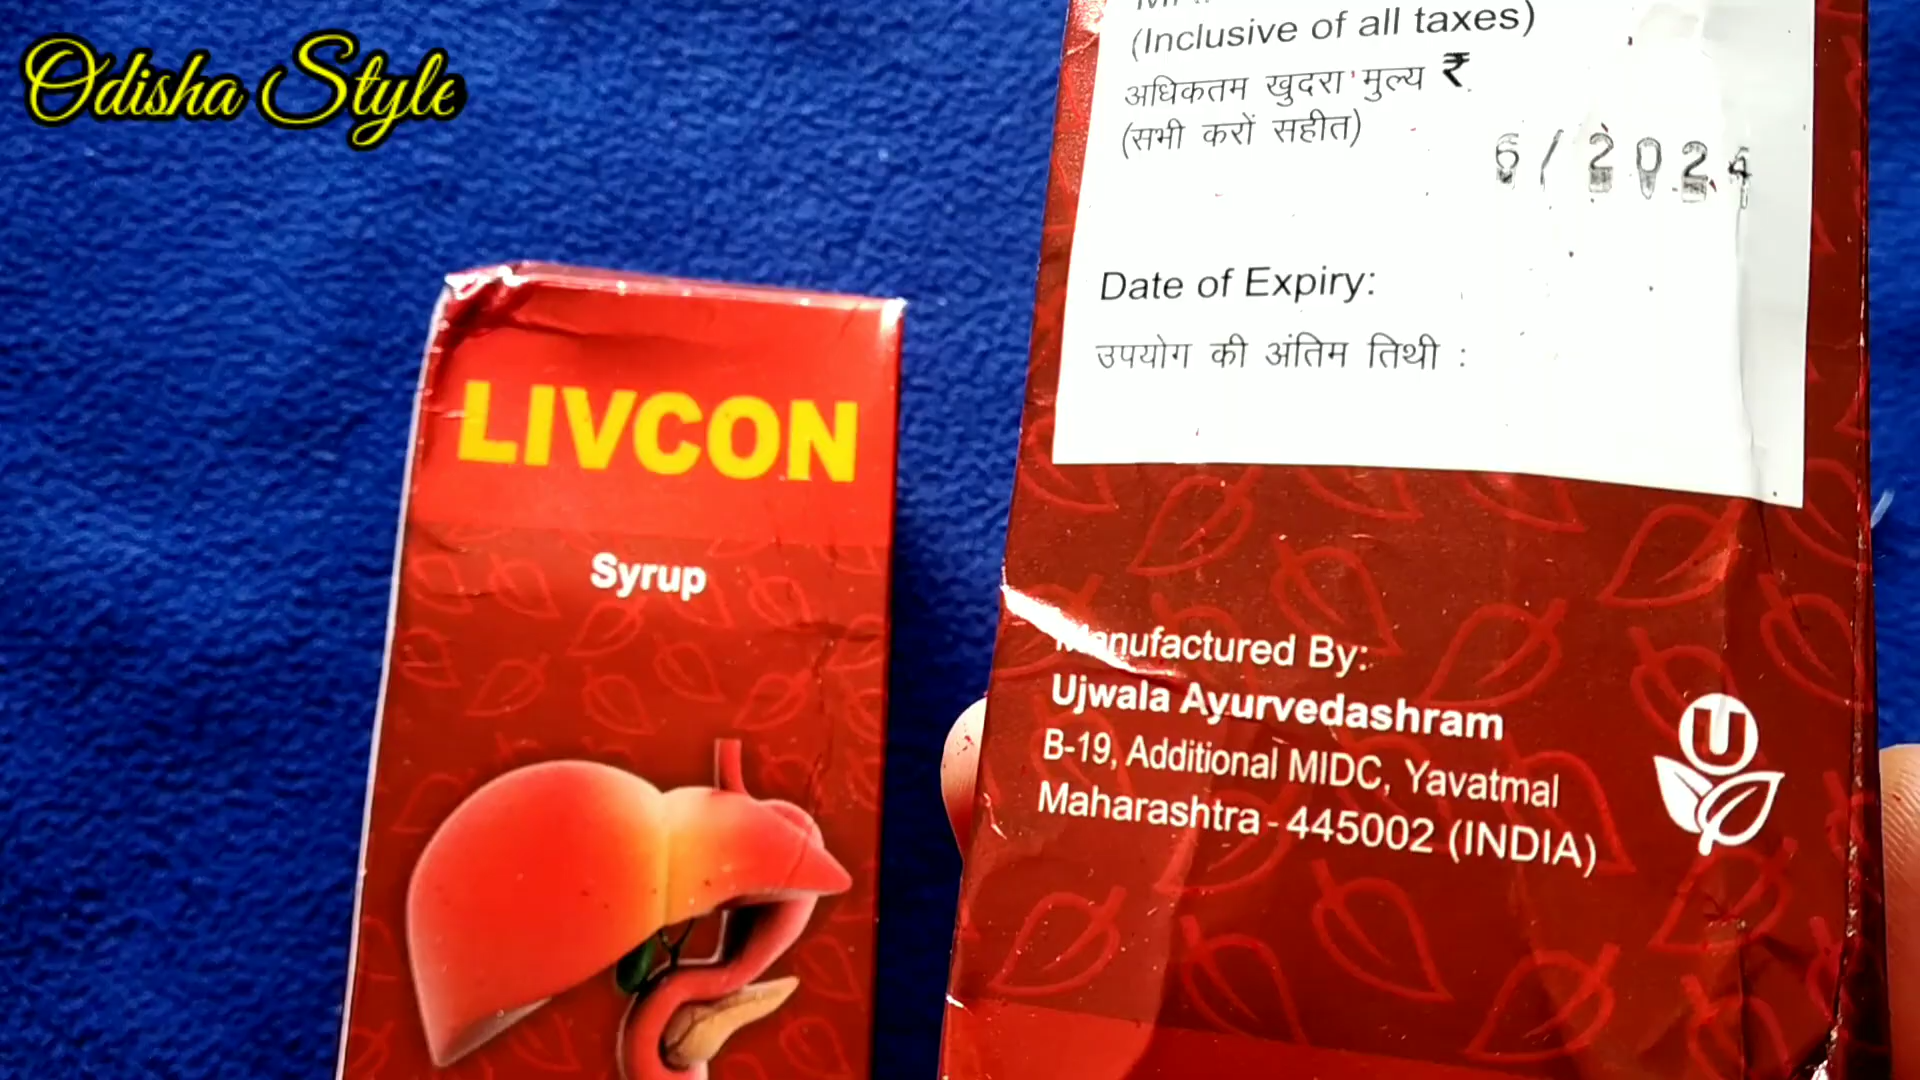 Odisha Style
LIVCON
Syrup
(Inclusive of all taxes)
अधिकतम खुदरा मुल्य ₹
(सभी करों सहीत)
6/2024
Date of Expiry:
उपयोग की अंतिम तिथी :
Manufactured By:
Ujwala Ayurvedashram
B-19, Additional MIDC, Yavatmal
Maharashtra - 445002 (INDIA)
U